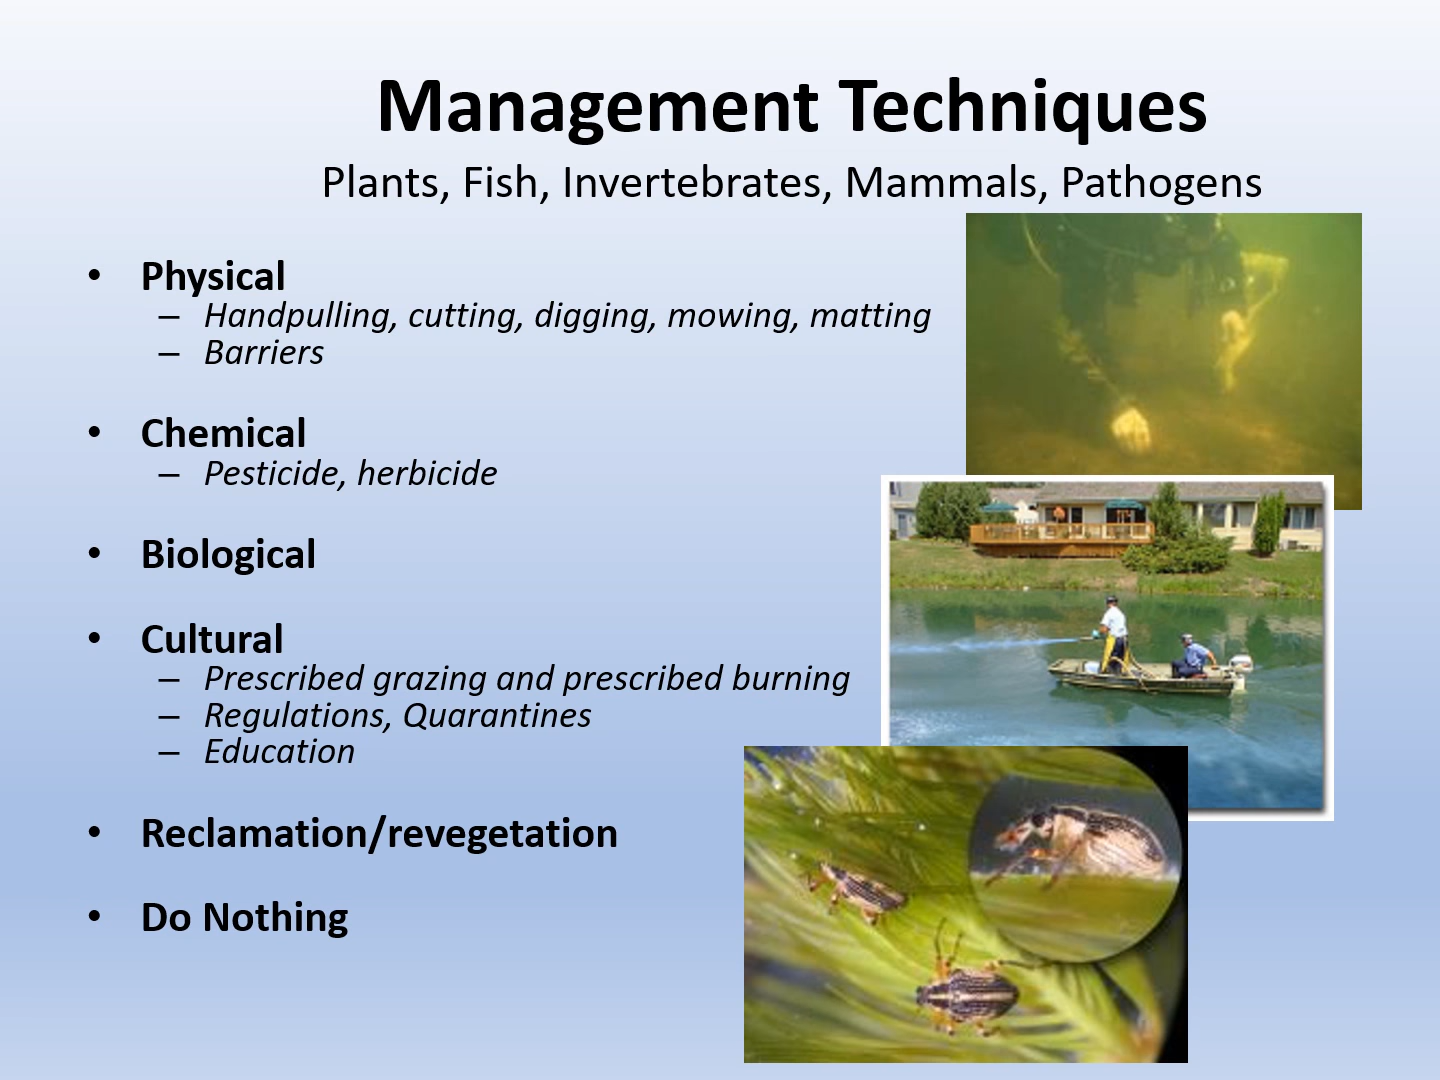 Management Techniques
Plants, Fish, Invertebrates, Mammals, Pathogens
• Physical
– Handpulling, cutting, digging, mowing, matting
– Barriers
• Chemical
– Pesticide, herbicide
• Biological
• Cultural
– Prescribed grazing and prescribed burning
– Regulations, Quarantines
– Education
• Reclamation/revegetation
• Do Nothing